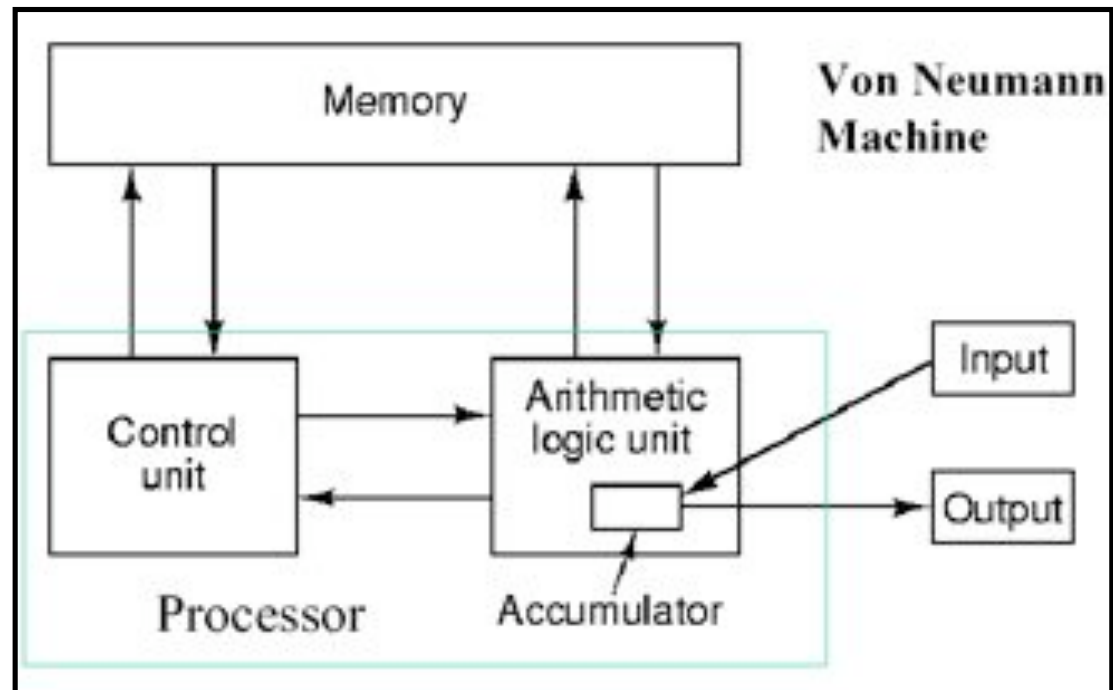 Memory
Von Neumann
Machine
Control
unit
Arithmetic
logic unit
Input
Output
Accumulator
Processor